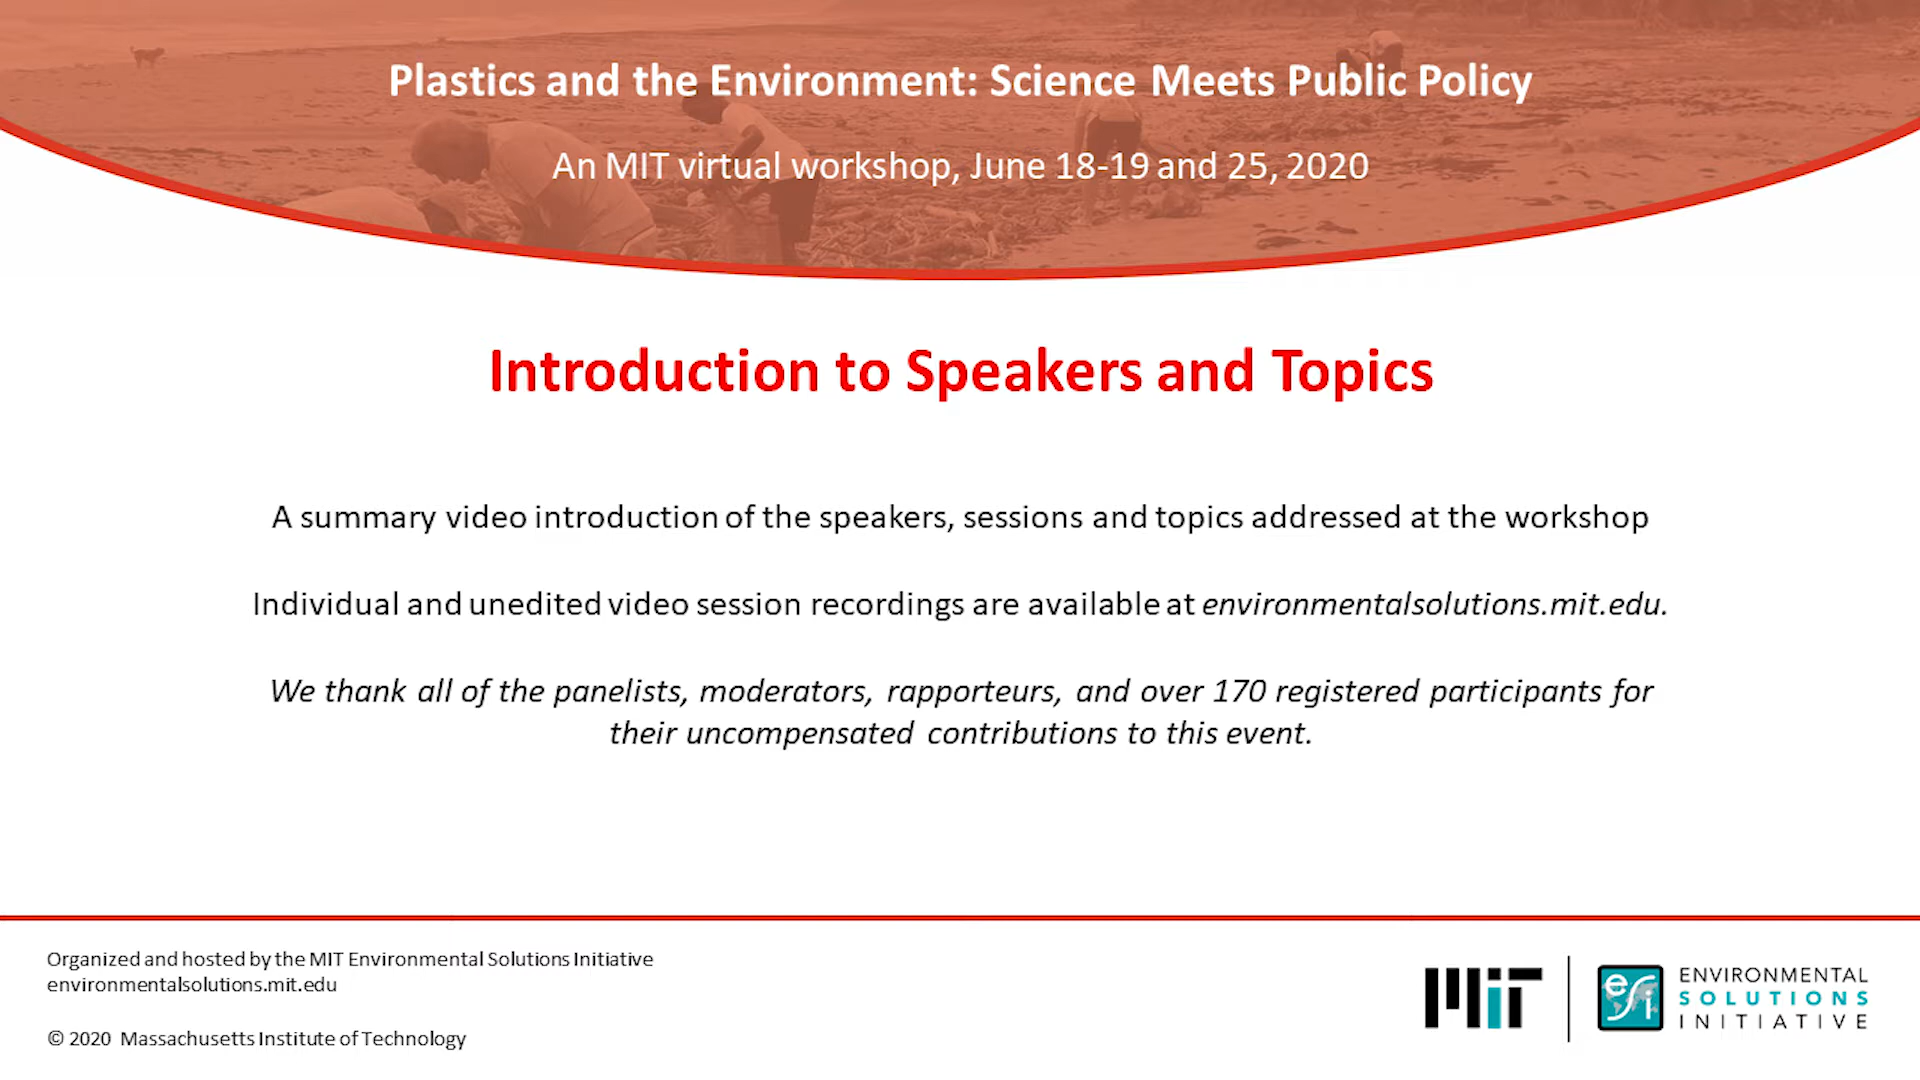 Plastics and the Environment: Science Meets Public Policy
An MIT virtual workshop, June 18-19 and 25, 2020
Introduction to Speakers and Topics
A summary video introduction of the speakers, sessions and topics addressed at the workshop
Individual and unedited video session recordings are available at environmentalsolutions.mit.edu.
We thank all of the panelists, moderators, rapporteurs, and over 170 registered participants for
their uncompensated contributions to this event.
Organized and hosted by the MIT Environmental Solutions Initiative
environmentalsolutions.mit.edu
© 2020 Massachusetts Institute of Technology
MIT
esi
ENVIRONMENTAL
SOLUTIONS
INITIATIVE